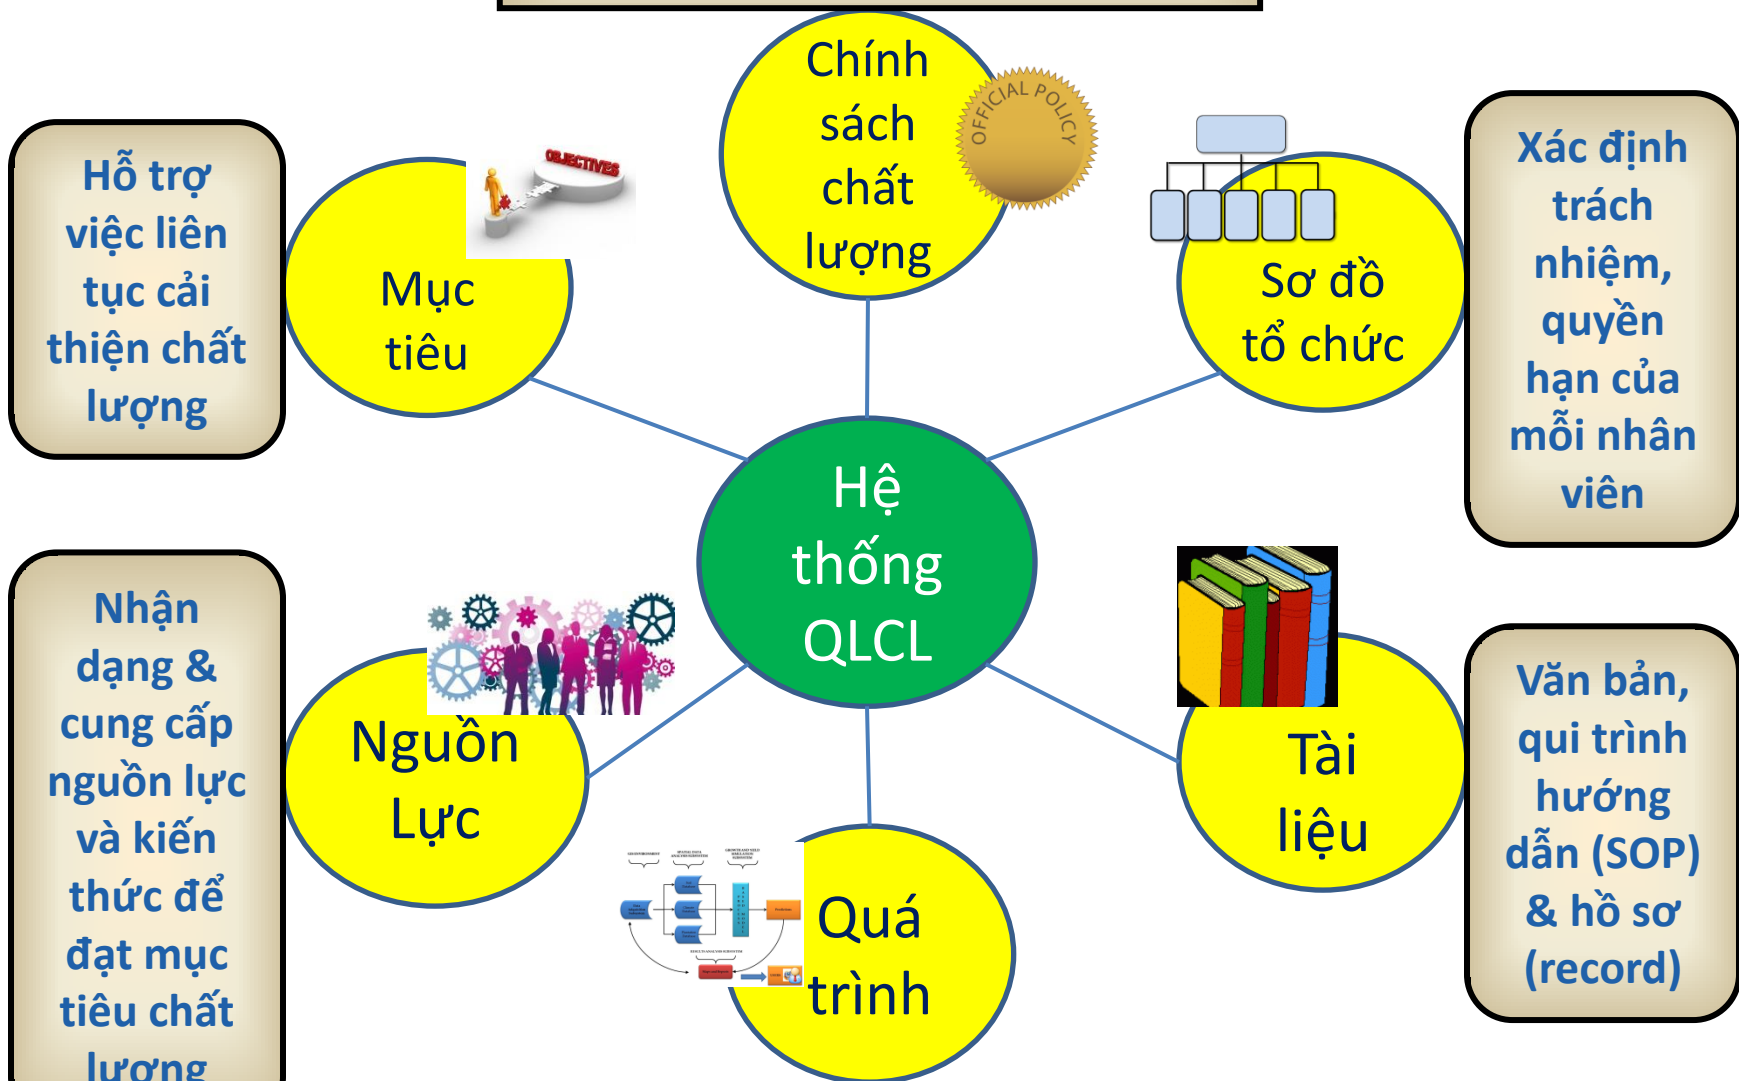 Chính
sách
chất
lượng
OFFICIAL POLICY
Hỗ trợ
việc liên
tục cải
thiện chất
lượng
OBJECTIVES
Mục
tiêu
Sơ đồ
tổ chức
Xác định
trách
nhiệm,
quyền
hạn của
mỗi nhân
viên
Hệ
thống
QLCL
Nhận
dạng &
cung cấp
nguồn lực
và kiến
thức để
đạt mục
tiêu chất
lượng
Nguồn
Lực
Tài
liệu
Văn bản,
qui trình
hướng
dẫn (SOP)
& hồ sơ
(record)
Quá
trình